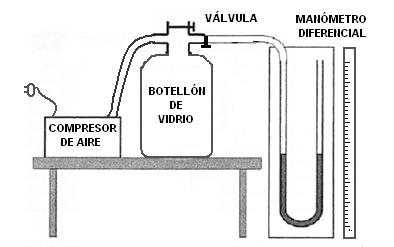 VÁLVULA
MANÓMETRO
DIFERENCIAL
BOTELLÓN
DE
VIDRIO
COMPRESOR
DE AIRE